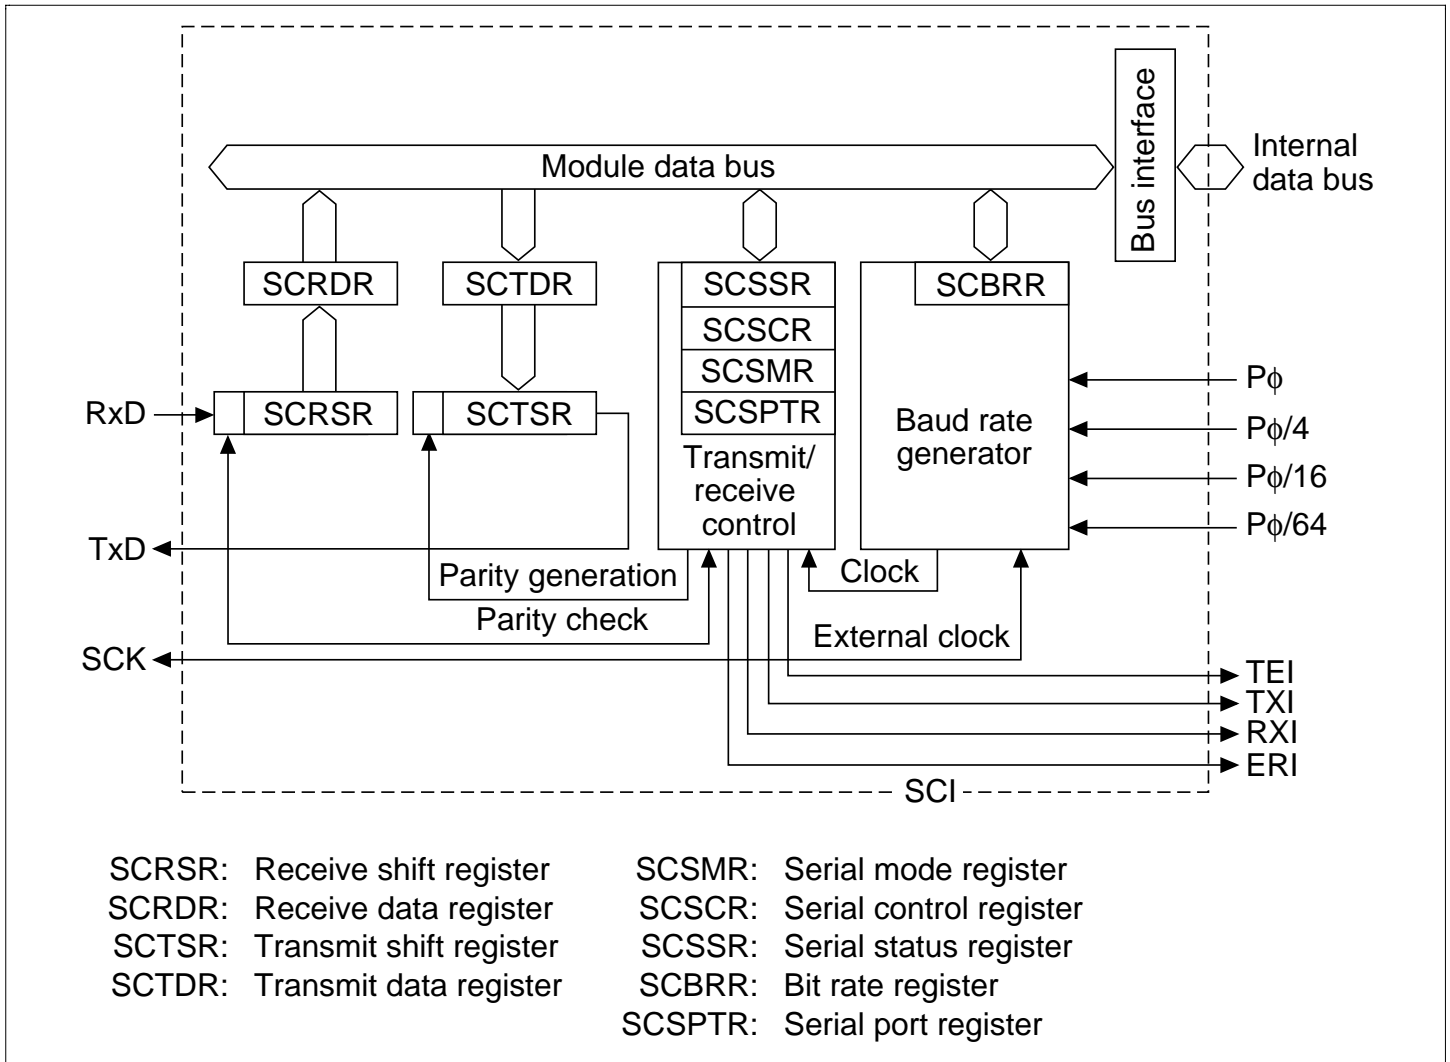 Module data bus
Bus interface
Internal
data bus
SCRDR
SCTDR
SCSSR
SCBRR
SCSCR
SCSMR
RxD
SCRSR
SCTSR
SCSPTR
Transmit/
receive
control
Baud rate
generator
Pϕ
Pϕ/4
Pϕ/16
Pϕ/64
TxD
Parity generation
Clock
Parity check
External clock
SCK
TEI
TXI
RXI
ERI
SCI
SCRSR: Receive shift register
SCRDR: Receive data register
SCTSR: Transmit shift register
SCTDR: Transmit data register
SCSMR: Serial mode register
SCSCR: Serial control register
SCSSR: Serial status register
SCBRR: Bit rate register
SCSPTR: Serial port register